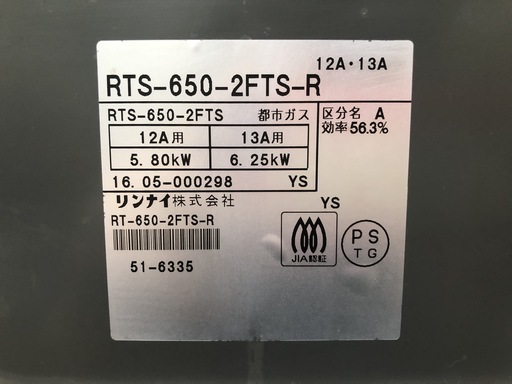 12A・13A
RTS-650-2FTS-R
RTS-650-2FTS 都市ガス
区分名 A
効率56.3%
12A用 13A用
5.80kW 6.25kW
16.05-000298 YS
リンナイ株式会社
YS
RT-650-2FTS-R
JIA認証
PS
TG
51-6335